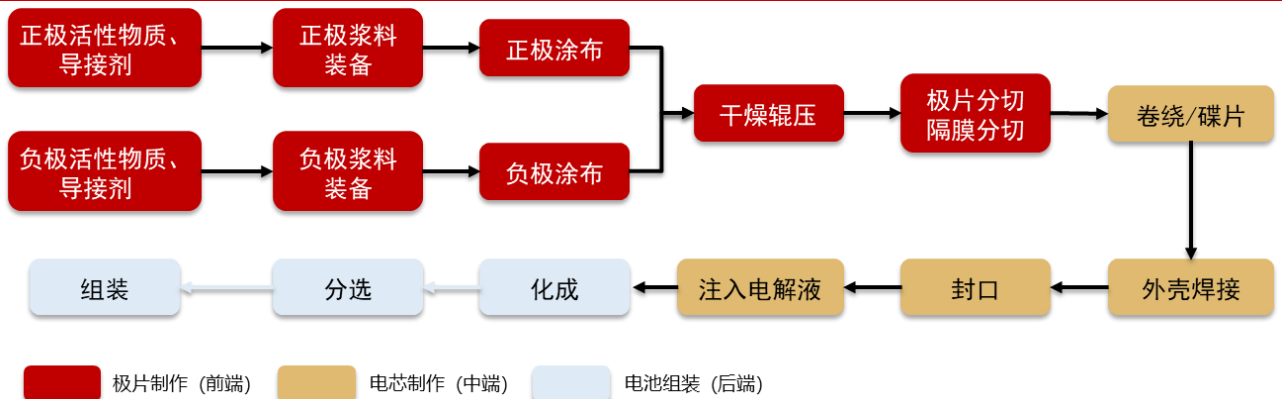 正极活性物质、
导接剂
正极浆料
装备
正极涂布
负极活性物质、
导接剂
负极浆料
装备
负极涂布
干燥辊压
极片分切
隔膜分切
卷绕/碟片
外壳焊接
封口
注入电解液
化成
分选
组装
极片制作 (前端)
电芯制作 (中端)
电池组装 (后端)